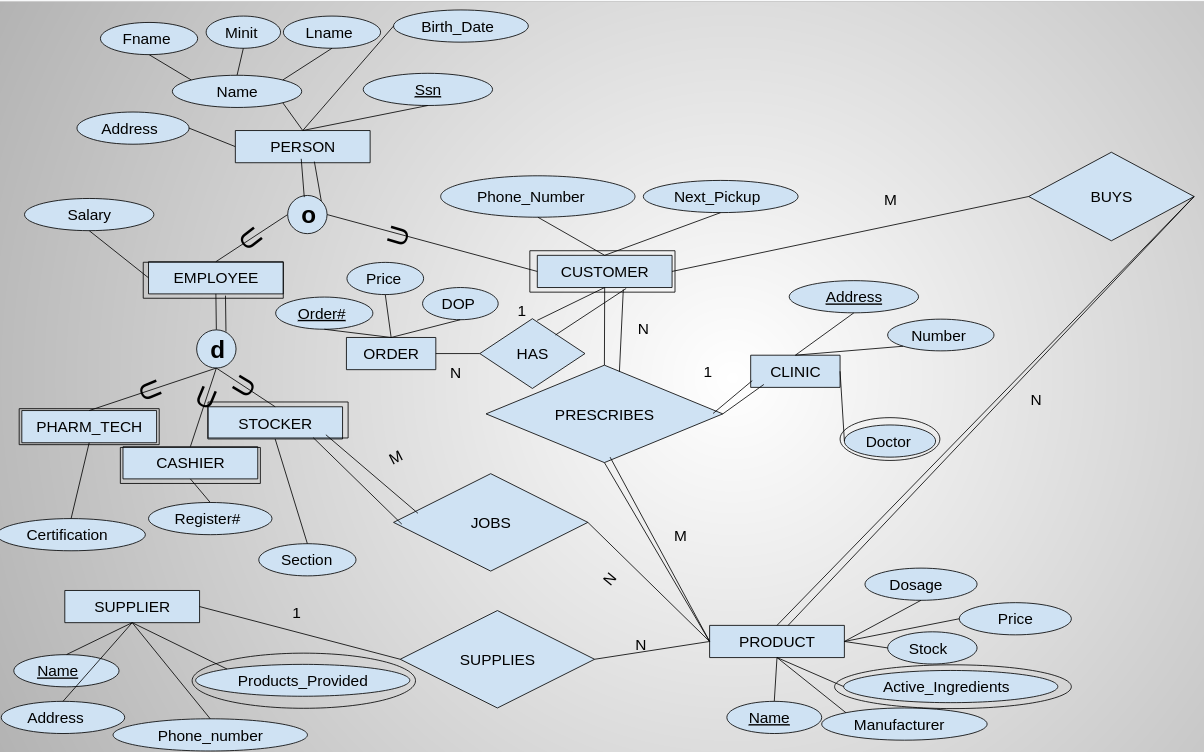 Fname
Minit
Lname
Birth_Date
Name
Ssn
Address
PERSON
Phone_Number
Next_Pickup
M
BUYS
Salary
o
U
U
EMPLOYEE
Price
CUSTOMER
Order#
DOP
1
N
Address
Number
d
ORDER
N
HAS
1
CLINIC
U
U
U
N
PHARM_TECH
STOCKER
PRESCRIBES
Doctor
CASHIER
M
Certification
Register#
JOBS
Section
M
N
SUPPLIER
1
Dosage
Price
SUPPLIES
N
PRODUCT
Stock
Name
Products_Provided
Active_Ingredients
Address
Name
Manufacturer
Phone_number